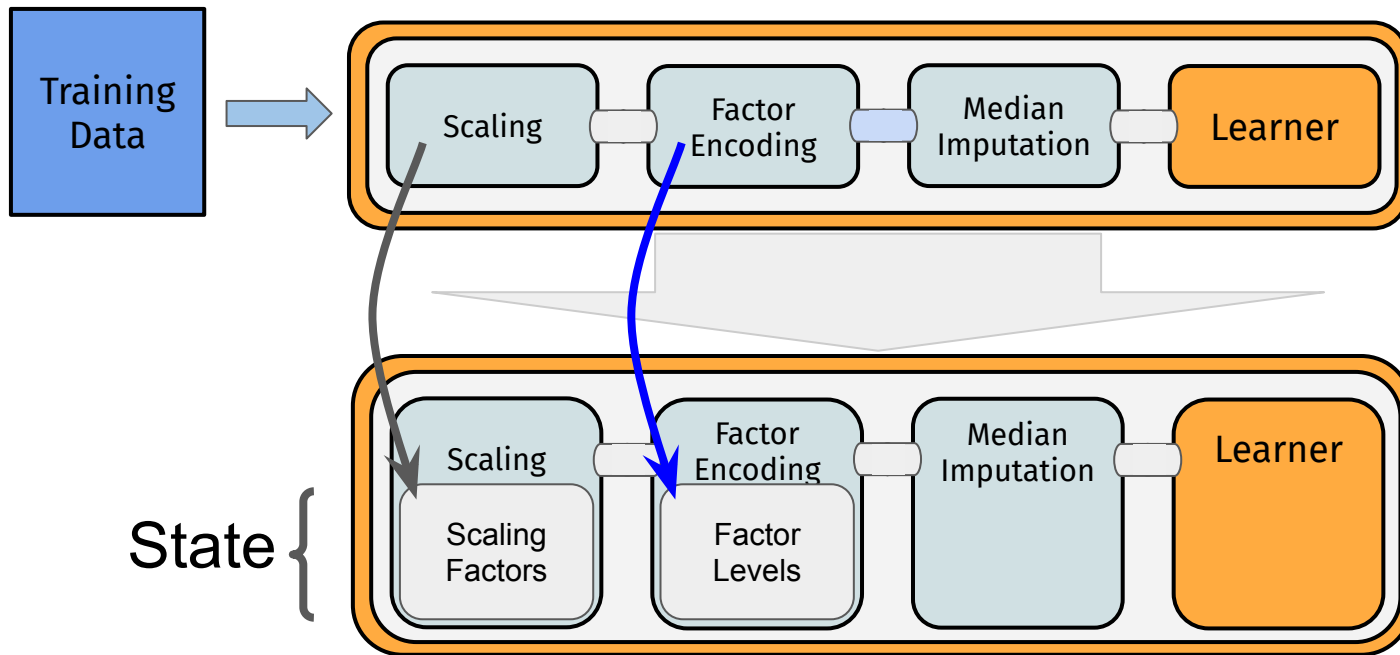 Training
Data
Scaling
Factor
Encoding
Median
Imputation
Learner
Scaling
Factor
Encoding
Median
Imputation
Learner
State
Scaling
Factors
Factor
Levels